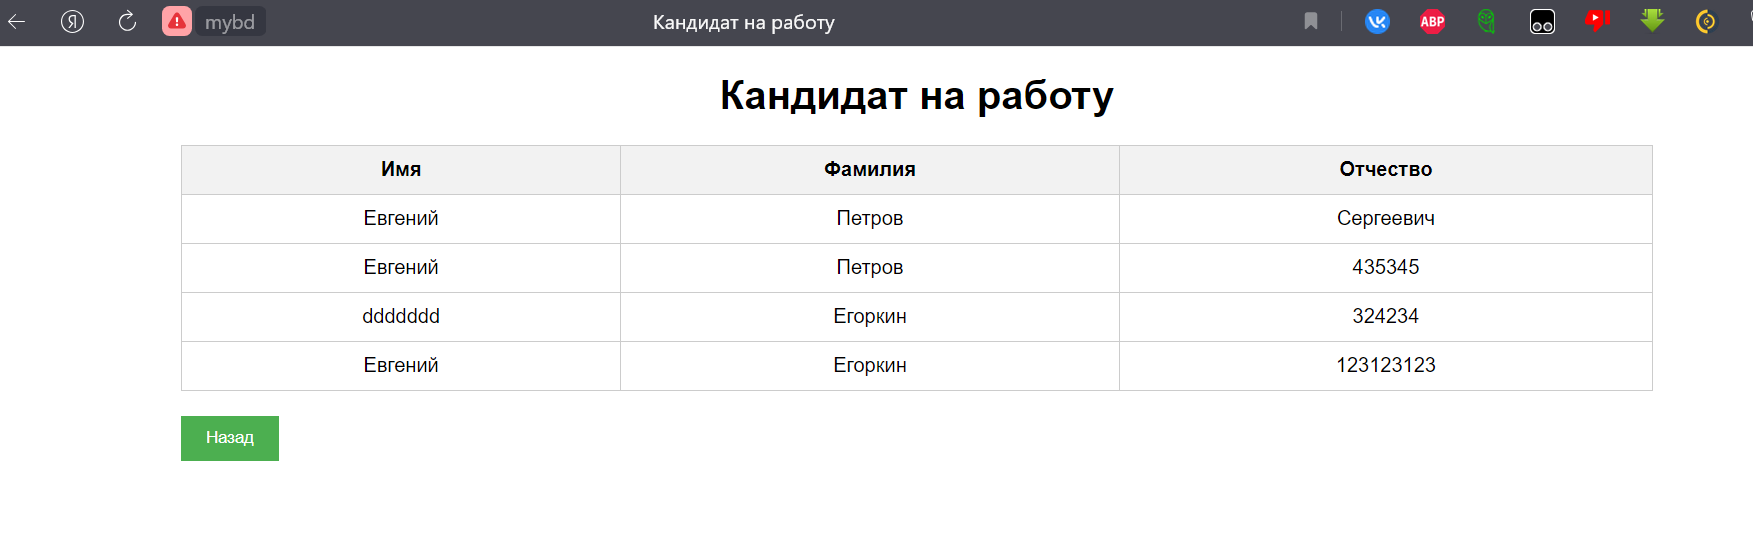 mybd Кандидат на работу ABP
Кандидат на работу
Имя Фамилия Отчество
Евгений Петров Сергеевич
Евгений Петров 435345
ddddddd Егоркин 324234
Евгений Егоркин 123123123
Назад